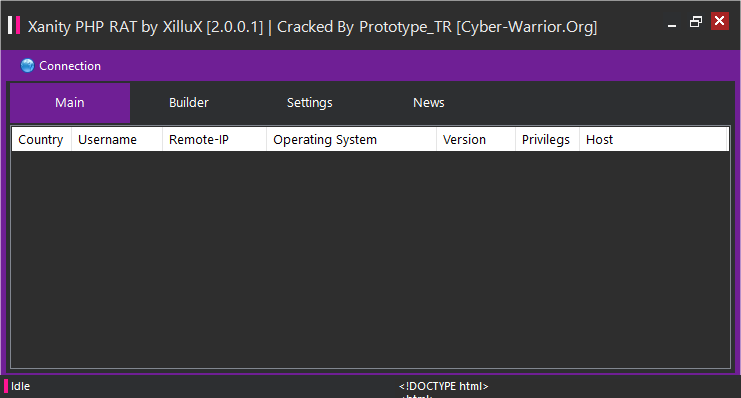 Xanity PHP RAT by XilluX [2.0.0.1] | Cracked By Prototype_TR [Cyber-Warrior.Org]
Connection
Main Builder Settings News
Country Username Remote-IP Operating System Version Privilegs Host
Idle <!DOCTYPE html>
<html>